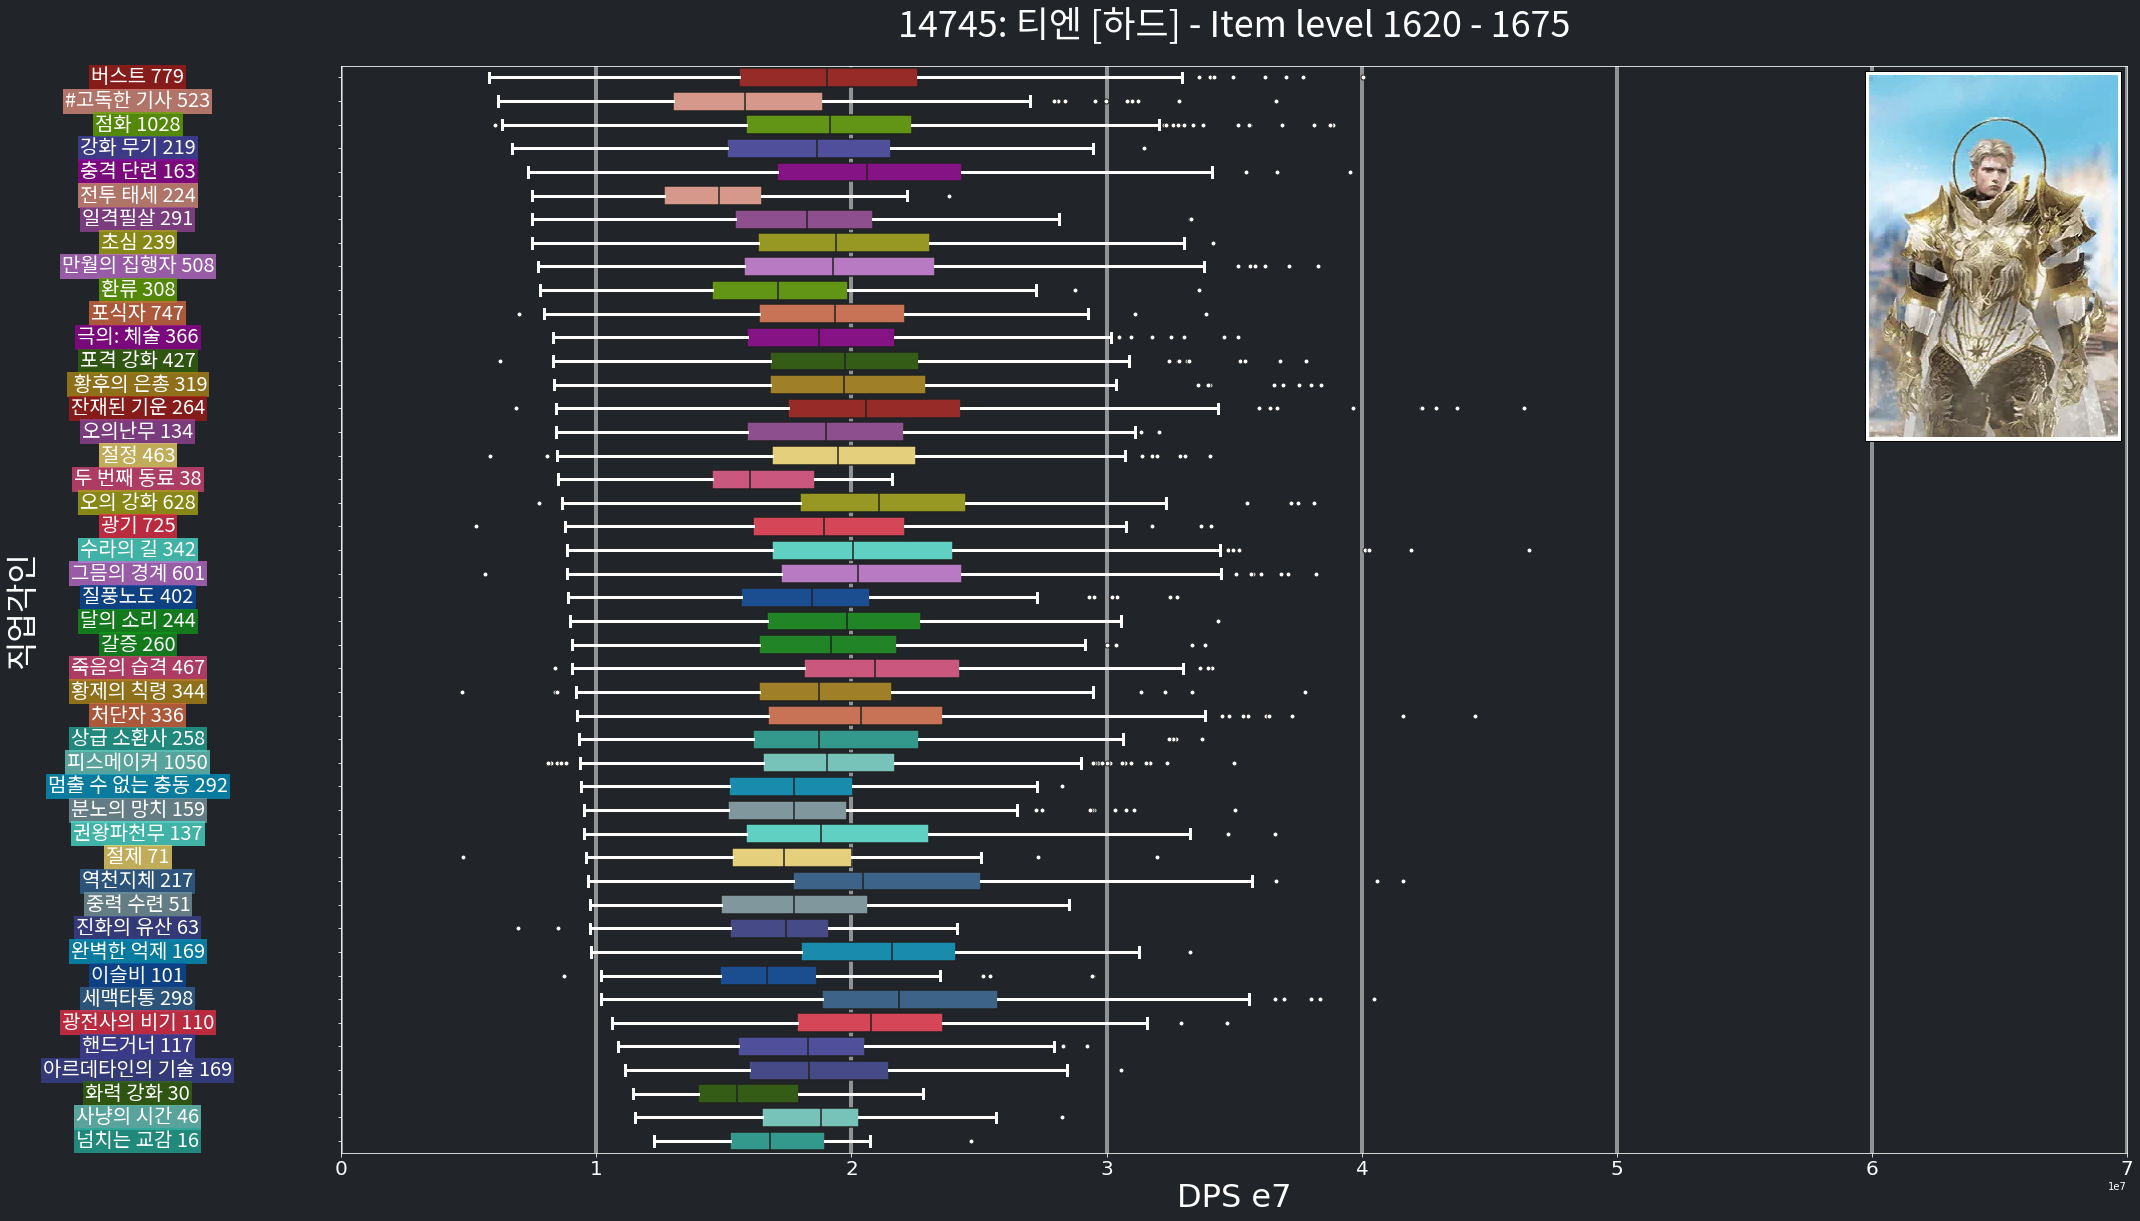 14745: 티엔 [하드] - Item level 1620 - 1675
버스트 779
#고독한 기사 523
점화 1028
강화 무기 219
충격 단련 163
전투 태세 224
일격필살 291
초심 239
만월의 집행자 508
환류 308
포식자 747
극의: 체술 366
포격 강화 427
황후의 은총 319
잔재된 기운 264
오의난무 134
절정 463
두 번째 동료 38
오의 강화 628
광기 725
수라의 길 342
그믐의 경계 601
질풍노도 402
달의 소리 244
갈증 260
죽음의 습격 467
황제의 칙령 344
처단자 336
상급 소환사 258
피스메이커 1050
멈출 수 없는 충동 292
분노의 망치 159
권왕파천무 137
절제 71
역천지체 217
중력 수련 51
진화의 유산 63
완벽한 억제 169
이슬비 101
세맥타통 298
광전사의 비기 110
핸드거너 117
아르데타인의 기술 169
화력 강화 30
사냥의 시간 46
넘치는 교감 16
직업각인
0 1 2 3 4 5 6 7
1e7
DPS e7